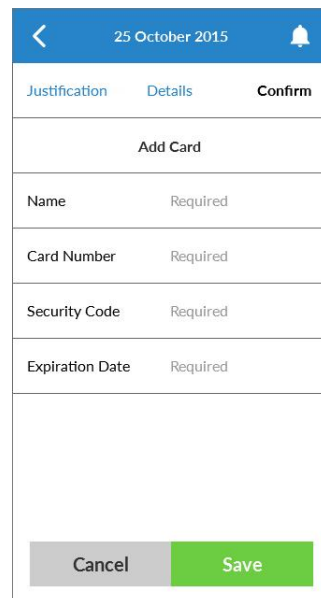 25 October 2015
Justification Details Confirm
Add Card
Name Required
Card Number Required
Security Code Required
Expiration Date Required
Cancel Save